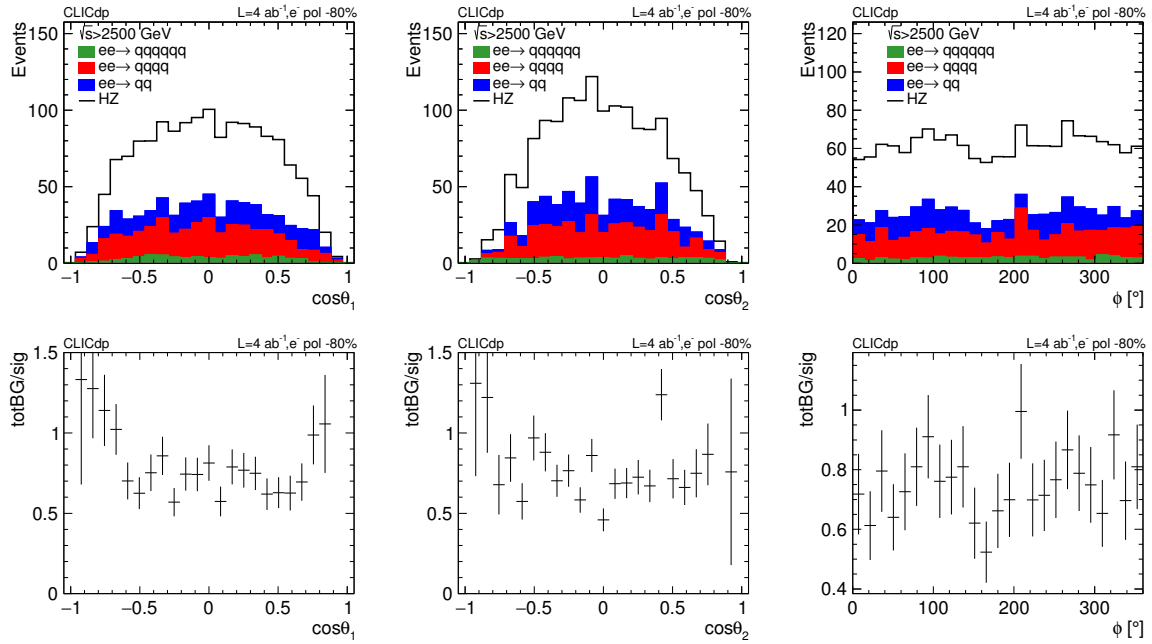 CLICdp L=4 ab⁻¹,e⁻ pol -80%
Events
150
100
50
0
√s>2500 GeV
ee→ qqqqqq
ee→ qqqq
ee→ qq
HZ
−1 −0.5 0 0.5 1
cosθ₁
CLICdp L=4 ab⁻¹,e⁻ pol -80%
Events
150
100
50
0
√s>2500 GeV
ee→ qqqqqq
ee→ qqqq
ee→ qq
HZ
−1 −0.5 0 0.5 1
cosθ₂
CLICdp L=4 ab⁻¹,e⁻ pol -80%
Events
120
100
80
60
40
20
0
√s>2500 GeV
ee→ qqqqqq
ee→ qqqq
ee→ qq
HZ
0 100 200 300
ϕ [°]
CLICdp L=4 ab⁻¹,e⁻ pol -80%
totBG/sig
1.5
1
0.5
0
−1 −0.5 0 0.5 1
cosθ₁
CLICdp L=4 ab⁻¹,e⁻ pol -80%
totBG/sig
1.5
1
0.5
0
−1 −0.5 0 0.5 1
cosθ₂
CLICdp L=4 ab⁻¹,e⁻ pol -80%
totBG/sig
1
0.8
0.6
0.4
0 100 200 300
ϕ [°]